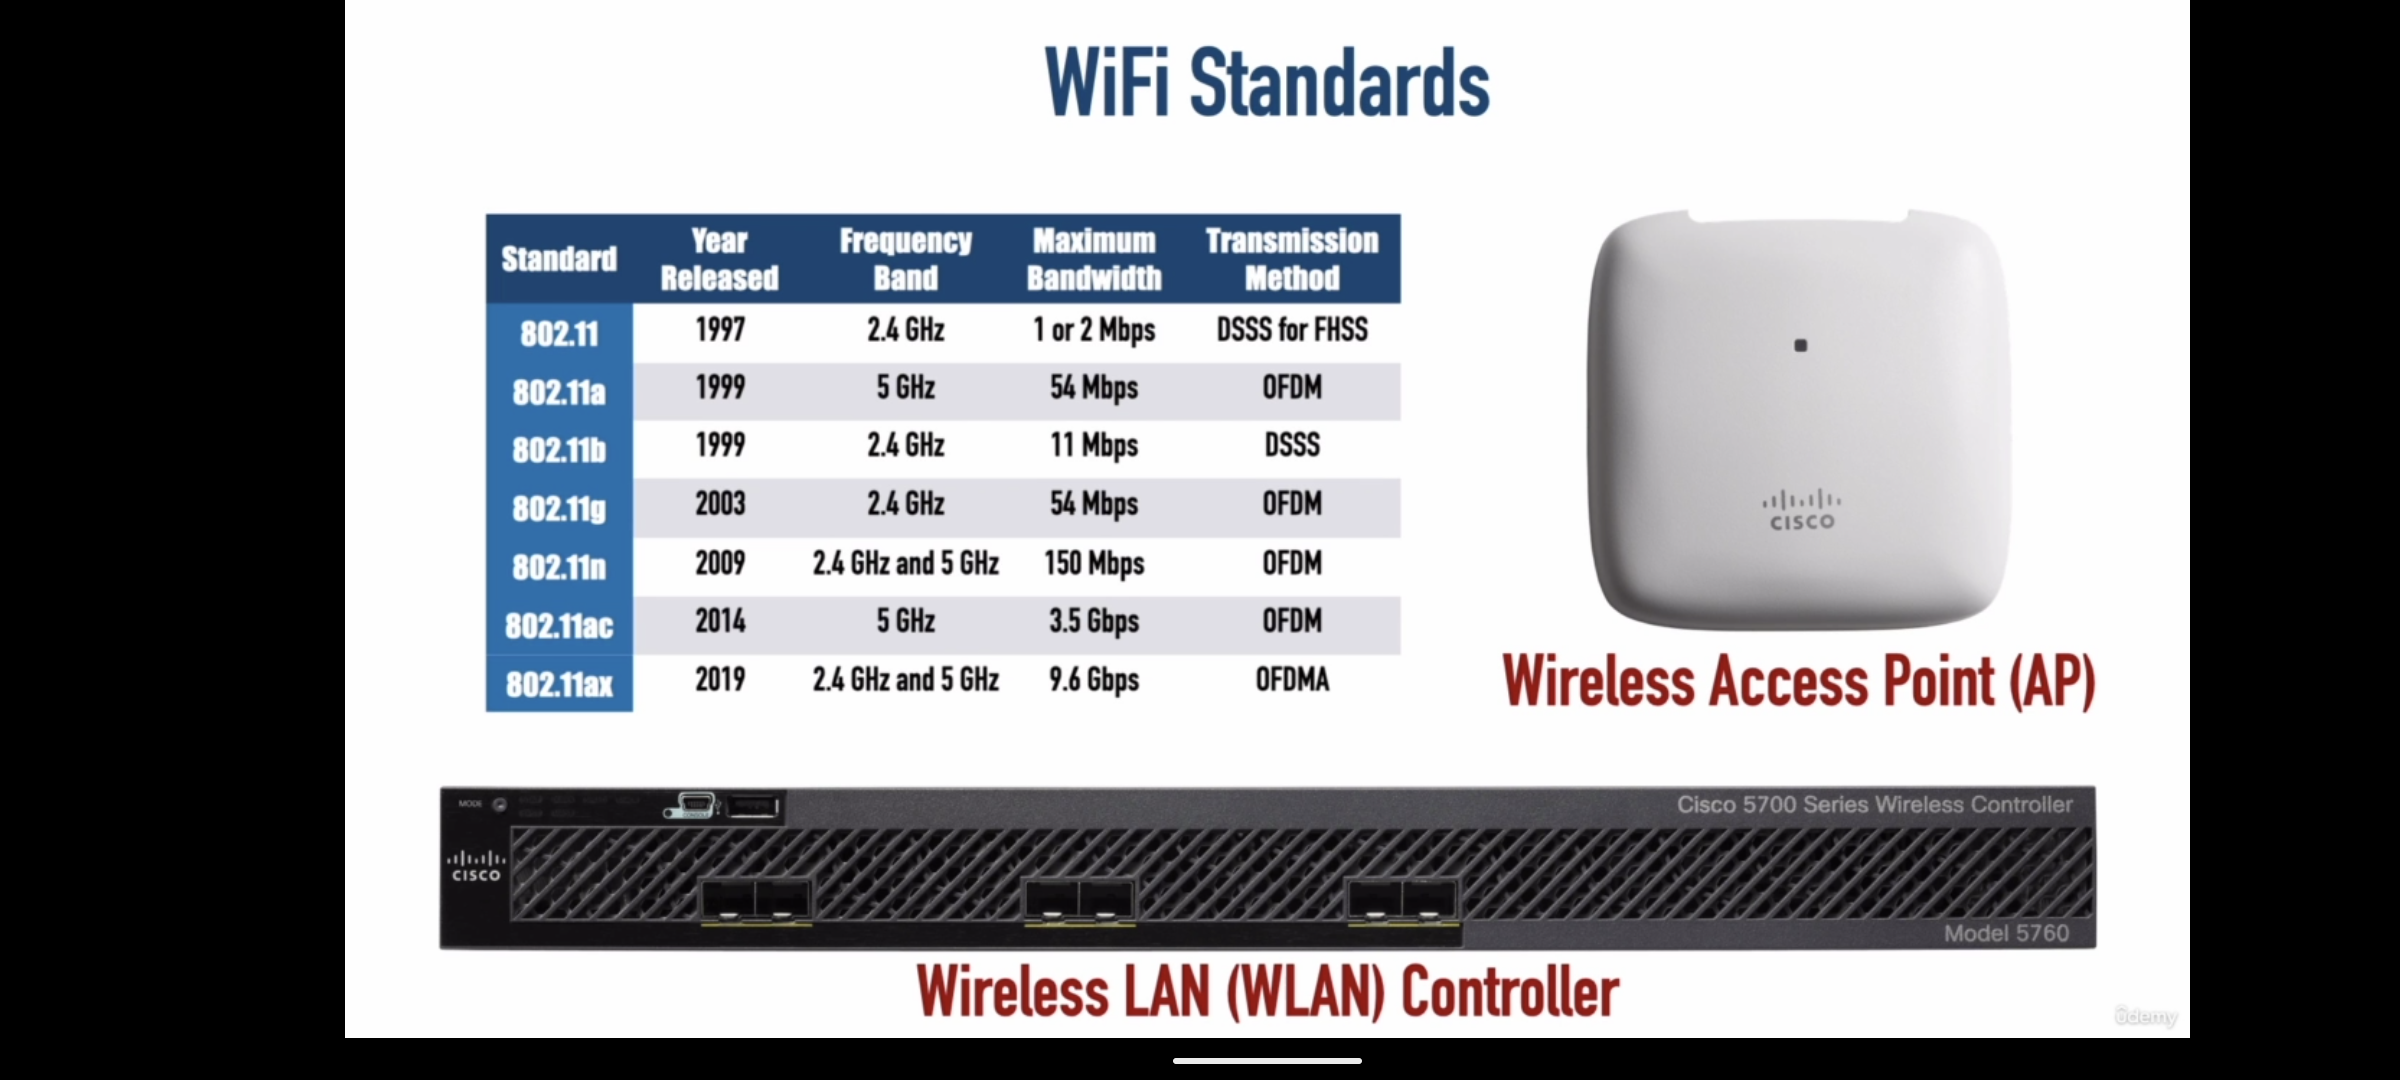 WiFi Standards
Standard Year Released Frequency Band Maximum Bandwidth Transmission Method
802.11 1997 2.4 GHz 1 or 2 Mbps DSSS for FHSS
802.11a 1999 5 GHz 54 Mbps OFDM
802.11b 1999 2.4 GHz 11 Mbps DSSS
802.11g 2003 2.4 GHz 54 Mbps OFDM
802.11n 2009 2.4 GHz and 5 GHz 150 Mbps OFDM
802.11ac 2014 5 GHz 3.5 Gbps OFDM
802.11ax 2019 2.4 GHz and 5 GHz 9.6 Gbps OFDMA
CISCO
Wireless Access Point (AP)
MODE
CONSOLE
Cisco 5700 Series Wireless Controller
CISCO
Model 5760
Wireless LAN (WLAN) Controller
ûdemy